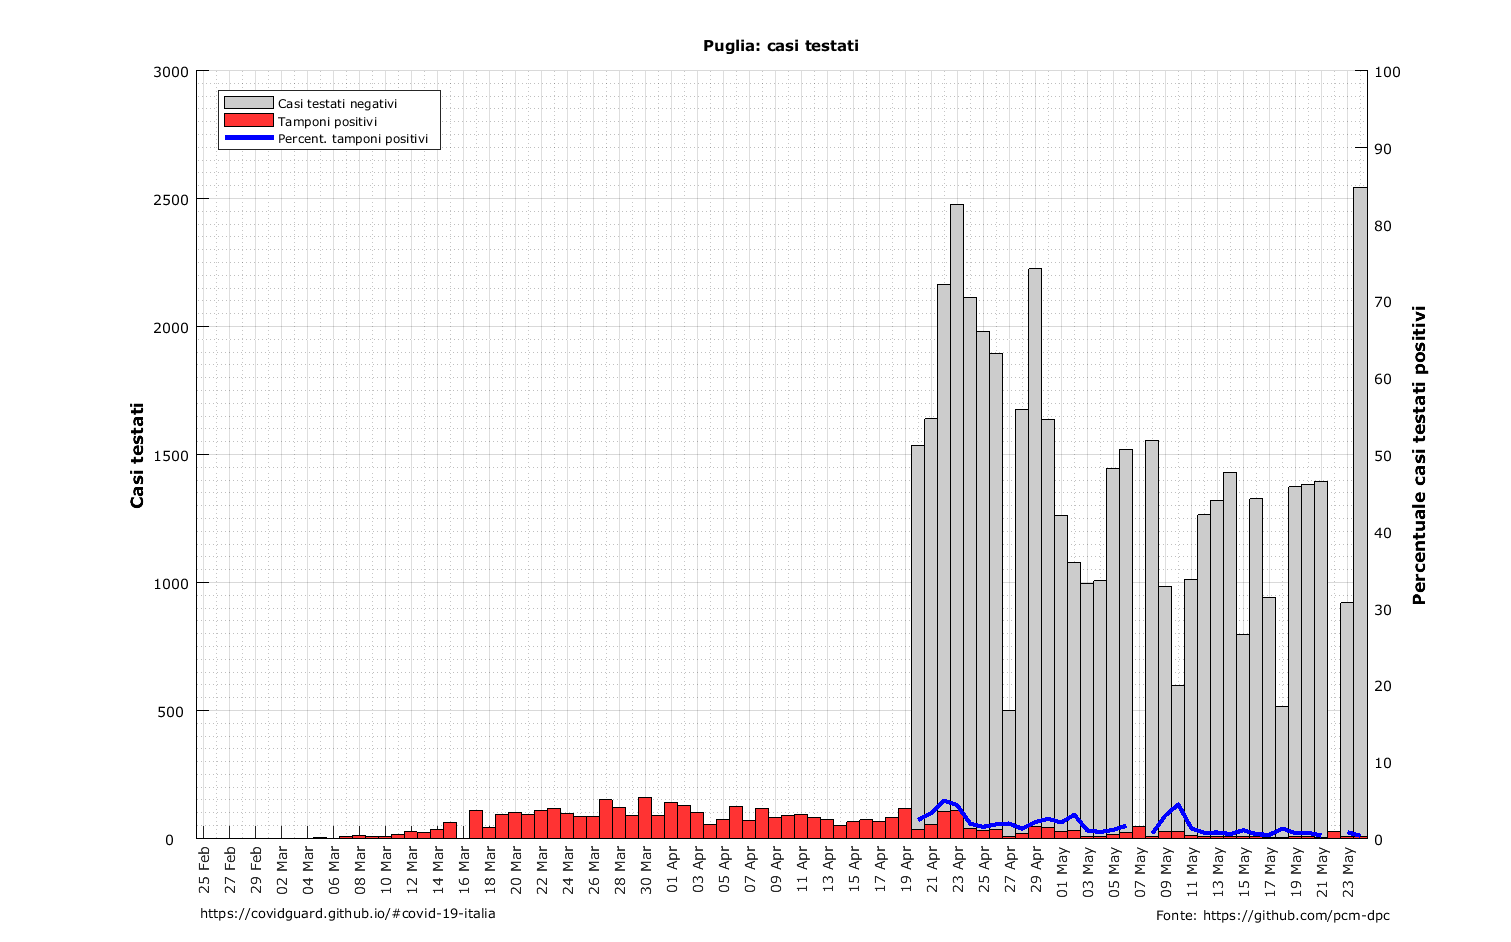 Puglia: casi testati
Casi testati negativi
Tamponi positivi
Percent. tamponi positivi
Casi testati
3000
2500
2000
1500
1000
500
0
100
90
80
70
60
50
40
30
20
10
0
Percentuale casi testati positivi
25 Feb
27 Feb
29 Feb
02 Mar
04 Mar
06 Mar
08 Mar
10 Mar
12 Mar
14 Mar
16 Mar
18 Mar
20 Mar
22 Mar
24 Mar
26 Mar
28 Mar
30 Mar
01 Apr
03 Apr
05 Apr
07 Apr
09 Apr
11 Apr
13 Apr
15 Apr
17 Apr
19 Apr
21 Apr
23 Apr
25 Apr
27 Apr
29 Apr
01 May
03 May
05 May
07 May
09 May
11 May
13 May
15 May
17 May
19 May
21 May
23 May
https://covidguard.github.io/#covid-19-italia
Fonte: https://github.com/pcm-dpc